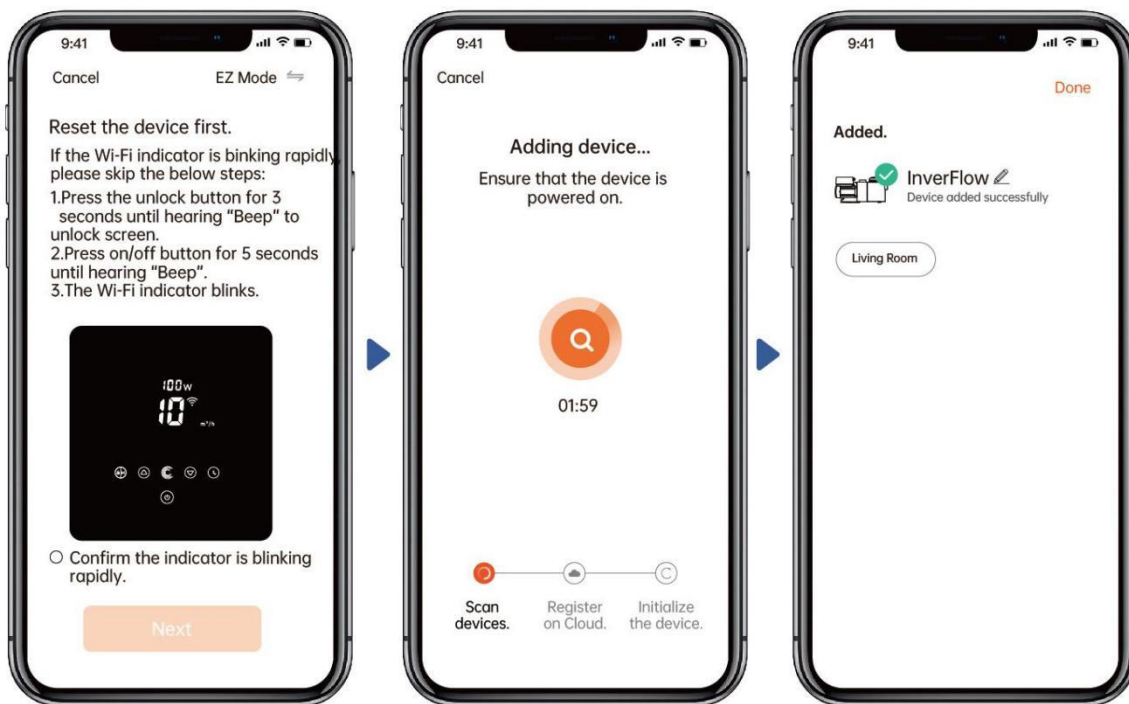 9:41
Cancel
EZ Mode
Reset the device first.
If the Wi-Fi indicator is binking rapidly,
please skip the below steps:
1.Press the unlock button for 3
seconds until hearing "Beep" to
unlock screen.
2.Press on/off button for 5 seconds
until hearing "Beep".
3.The Wi-Fi indicator blinks.
100w
10
m³/h
Confirm the indicator is blinking
rapidly.
Next
9:41
Cancel
Adding device...
Ensure that the device is
powered on.
01:59
Scan
devices.
Register
on Cloud.
Initialize
the device.
9:41
Done
Added.
InverFlow
Device added successfully
Living Room